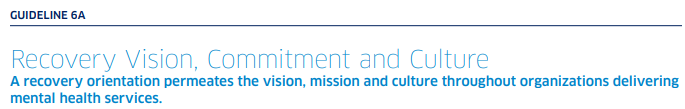 GUIDELINE 6A
Recovery Vision, Commitment and Culture
A recovery orientation permeates the vision, mission and culture throughout organizations delivering
mental health services.